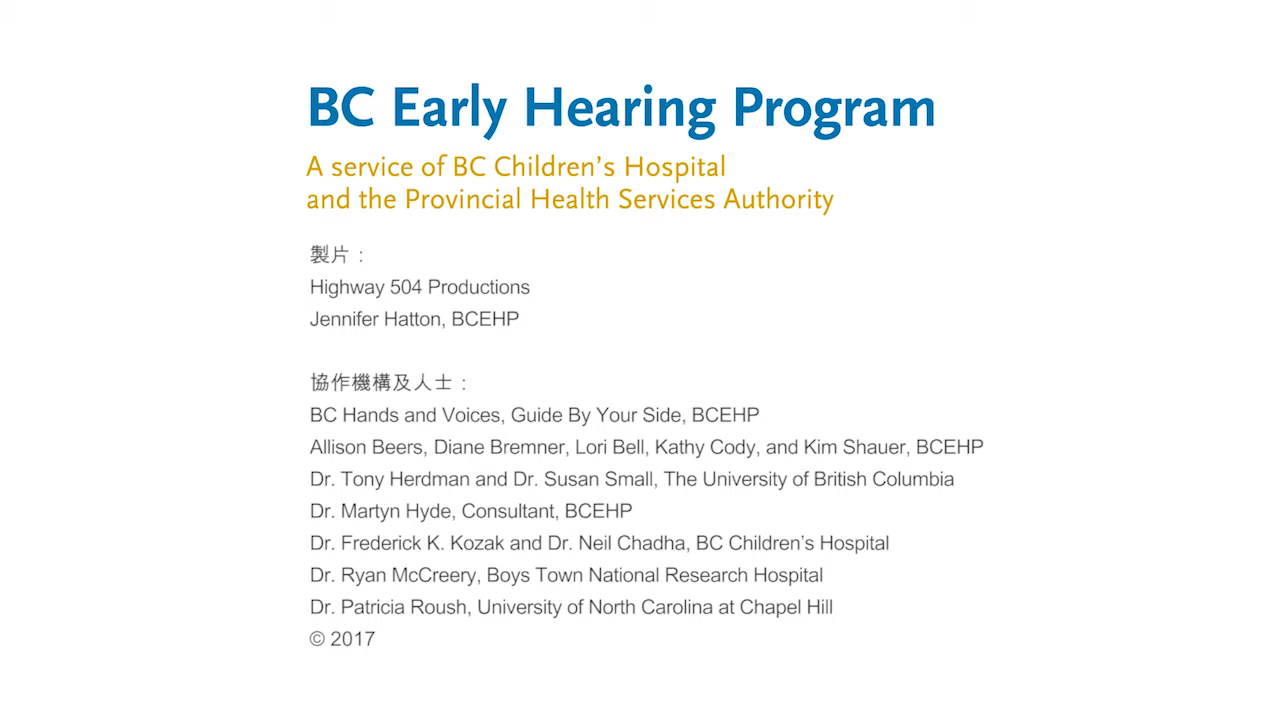 BC Early Hearing Program
A service of BC Children’s Hospital
and the Provincial Health Services Authority
製片：
Highway 504 Productions
Jennifer Hatton, BCEHP
協作機構及人士：
BC Hands and Voices, Guide By Your Side, BCEHP
Allison Beers, Diane Bremner, Lori Bell, Kathy Cody, and Kim Shauer, BCEHP
Dr. Tony Herdman and Dr. Susan Small, The University of British Columbia
Dr. Martyn Hyde, Consultant, BCEHP
Dr. Frederick K. Kozak and Dr. Neil Chadha, BC Children’s Hospital
Dr. Ryan McCreery, Boys Town National Research Hospital
Dr. Patricia Roush, University of North Carolina at Chapel Hill
© 2017